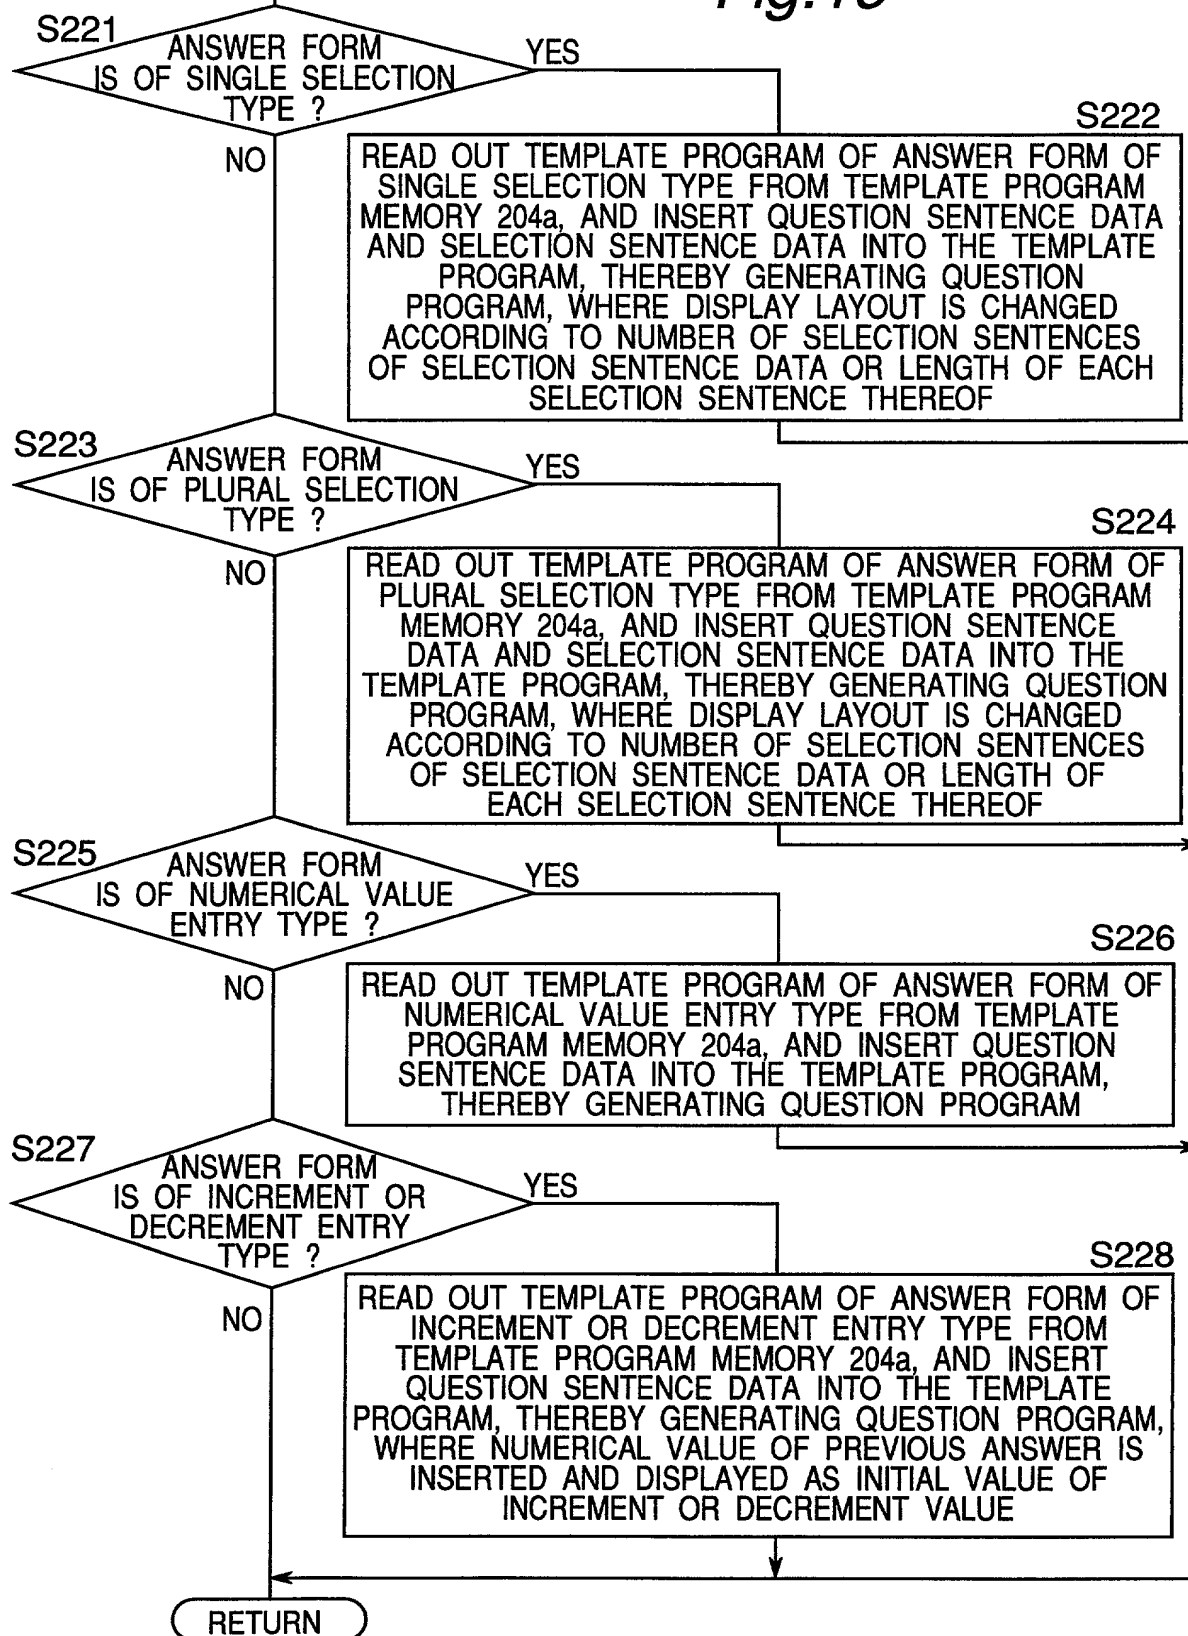 S221
ANSWER FORM
IS OF SINGLE SELECTION
TYPE ?
YES
NO
S222
READ OUT TEMPLATE PROGRAM OF ANSWER FORM OF
SINGLE SELECTION TYPE FROM TEMPLATE PROGRAM
MEMORY 204a, AND INSERT QUESTION SENTENCE DATA
AND SELECTION SENTENCE DATA INTO THE TEMPLATE
PROGRAM, THEREBY GENERATING QUESTION
PROGRAM, WHERE DISPLAY LAYOUT IS CHANGED
ACCORDING TO NUMBER OF SELECTION SENTENCES
OF SELECTION SENTENCE DATA OR LENGTH OF EACH
SELECTION SENTENCE THEREOF
S223
ANSWER FORM
IS OF PLURAL SELECTION
TYPE ?
YES
NO
S224
READ OUT TEMPLATE PROGRAM OF ANSWER FORM OF
PLURAL SELECTION TYPE FROM TEMPLATE PROGRAM
MEMORY 204a, AND INSERT QUESTION SENTENCE
DATA AND SELECTION SENTENCE DATA INTO THE
TEMPLATE PROGRAM, THEREBY GENERATING QUESTION
PROGRAM, WHERE DISPLAY LAYOUT IS CHANGED
ACCORDING TO NUMBER OF SELECTION SENTENCES
OF SELECTION SENTENCE DATA OR LENGTH OF
EACH SELECTION SENTENCE THEREOF
S225
ANSWER FORM
IS OF NUMERICAL VALUE
ENTRY TYPE ?
YES
NO
S226
READ OUT TEMPLATE PROGRAM OF ANSWER FORM OF
NUMERICAL VALUE ENTRY TYPE FROM TEMPLATE
PROGRAM MEMORY 204a, AND INSERT QUESTION
SENTENCE DATA INTO THE TEMPLATE PROGRAM,
THEREBY GENERATING QUESTION PROGRAM
S227
ANSWER FORM
IS OF INCREMENT OR
DECREMENT ENTRY
TYPE ?
YES
NO
S228
READ OUT TEMPLATE PROGRAM OF ANSWER FORM OF
INCREMENT OR DECREMENT ENTRY TYPE FROM
TEMPLATE PROGRAM MEMORY 204a, AND INSERT
QUESTION SENTENCE DATA INTO THE TEMPLATE
PROGRAM, THEREBY GENERATING QUESTION PROGRAM,
WHERE NUMERICAL VALUE OF PREVIOUS ANSWER IS
INSERTED AND DISPLAYED AS INITIAL VALUE OF
INCREMENT OR DECREMENT VALUE
RETURN